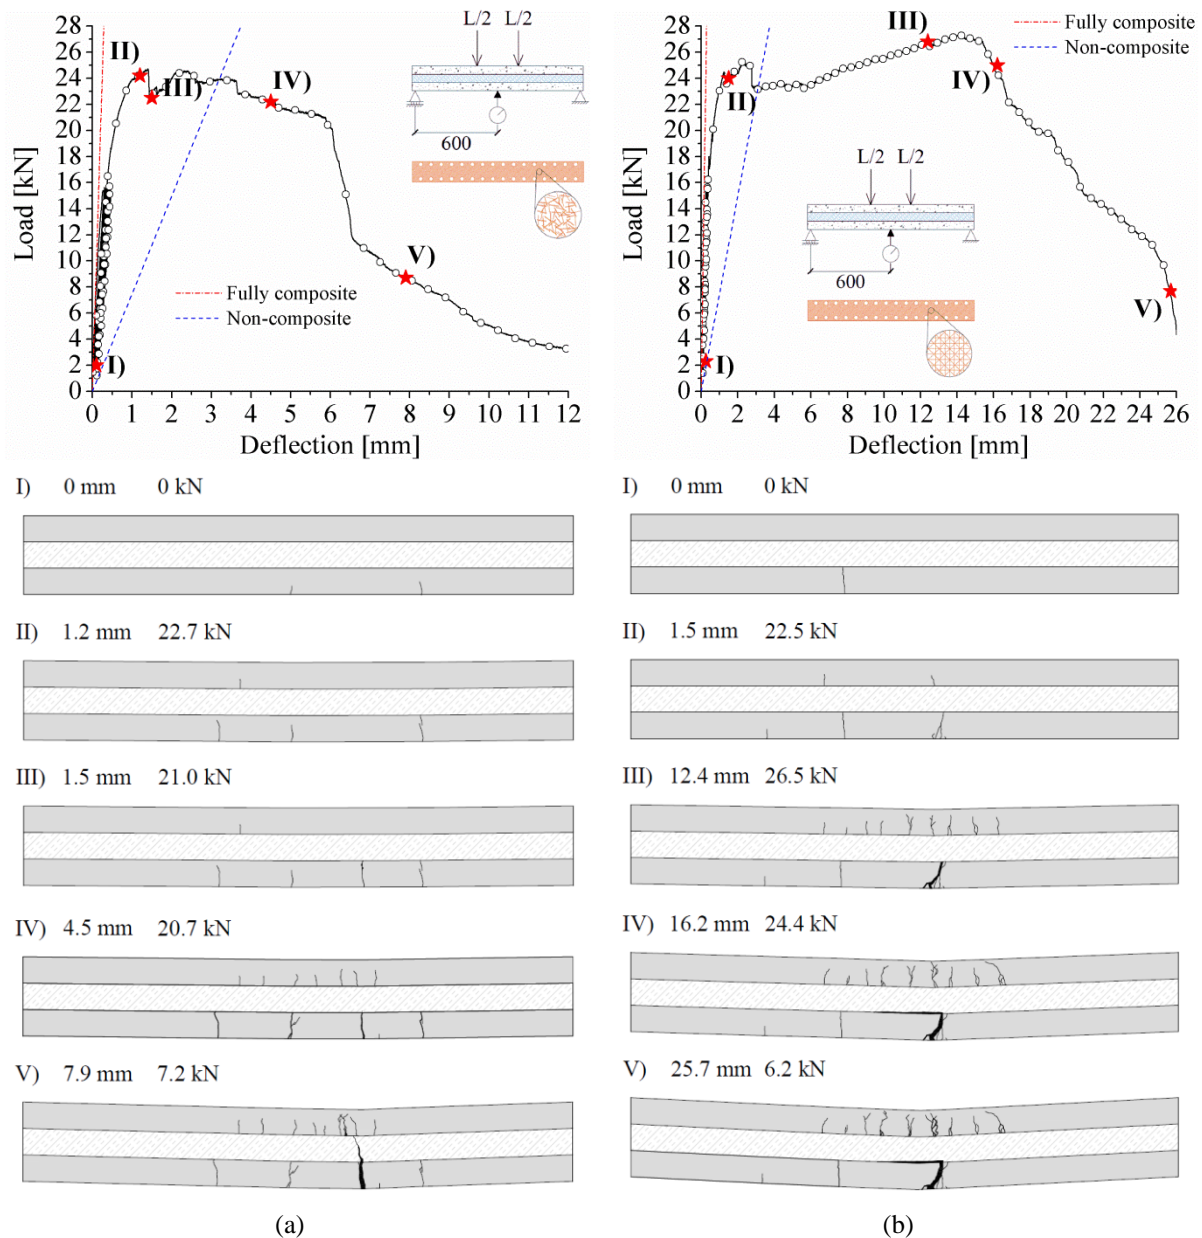 28
26
24
22
20
18
16
14
12
10
8
6
4
2
0
Load [kN]
0 1 2 3 4 5 6 7 8 9 10 11 12
Deflection [mm]
I)
II)
III)
IV)
V)
Fully composite
Non-composite
L/2 L/2
600
28
26
24
22
20
18
16
14
12
10
8
6
4
2
0
Load [kN]
0 2 4 6 8 10 12 14 16 18 20 22 24 26
Deflection [mm]
I)
II)
III)
IV)
V)
Fully composite
Non-composite
L/2 L/2
600
I) 0 mm 0 kN
II) 1.2 mm 22.7 kN
III) 1.5 mm 21.0 kN
IV) 4.5 mm 20.7 kN
V) 7.9 mm 7.2 kN
(a)
I) 0 mm 0 kN
II) 1.5 mm 22.5 kN
III) 12.4 mm 26.5 kN
IV) 16.2 mm 24.4 kN
V) 25.7 mm 6.2 kN
(b)